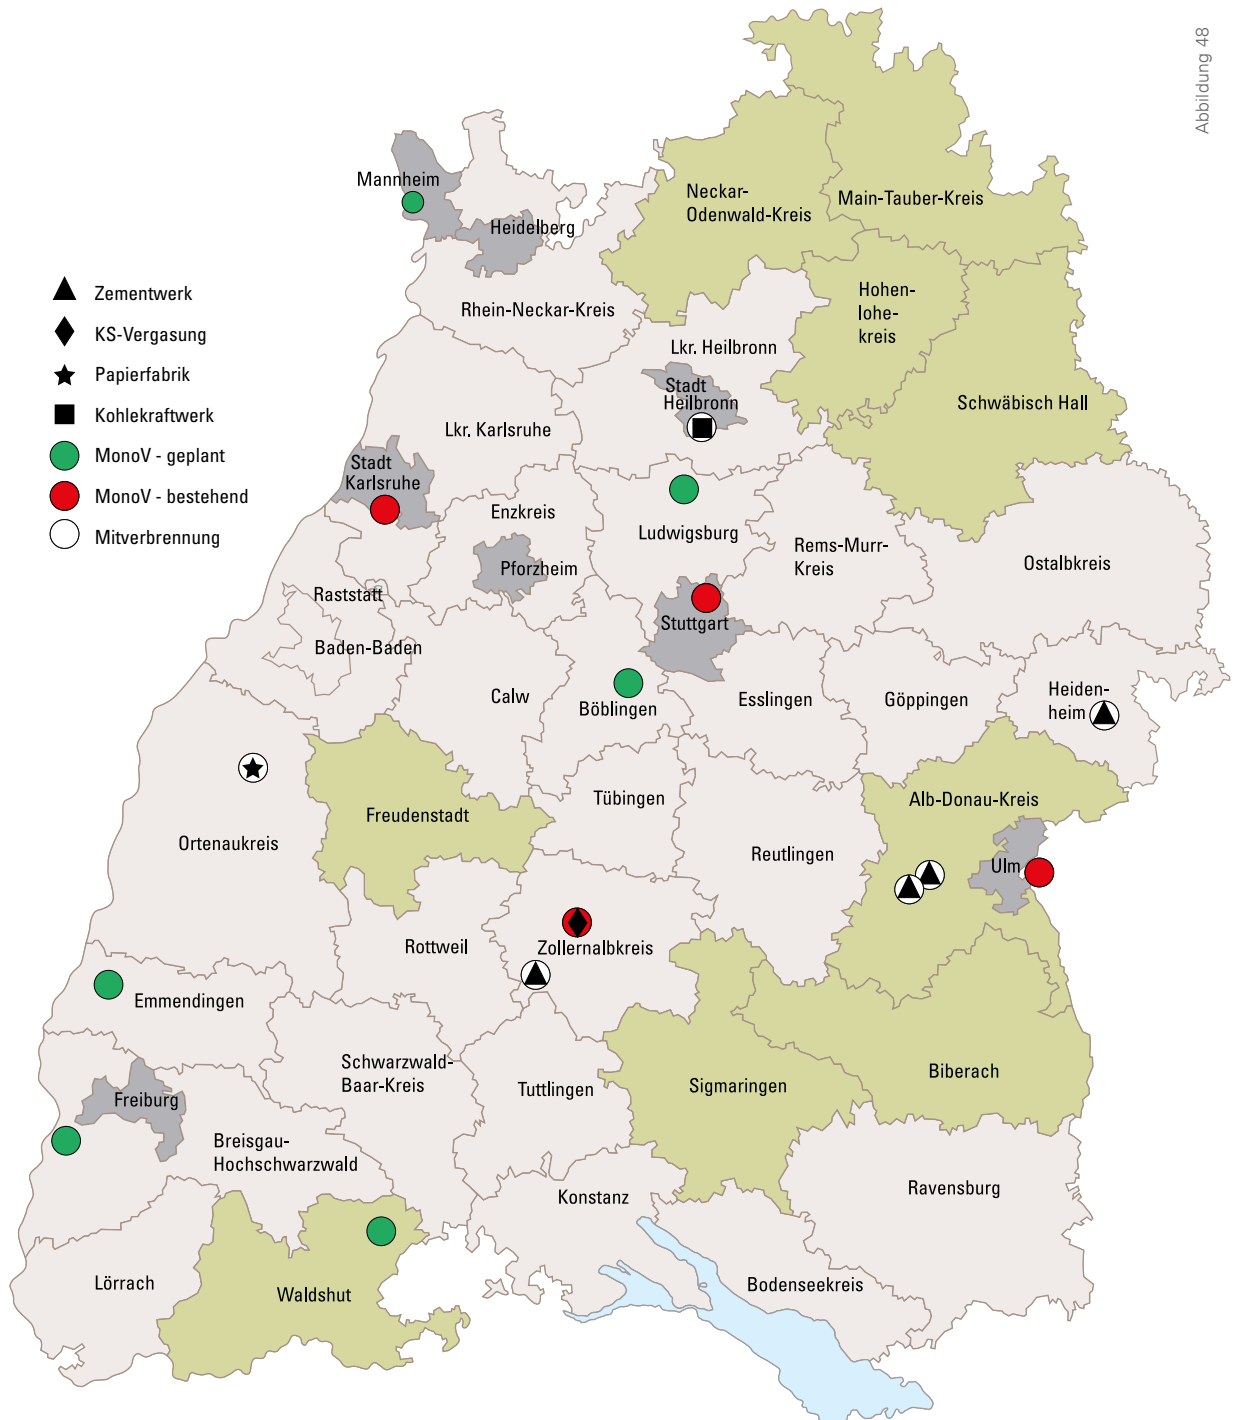 Abbildung 48
Zementwerk
KS-Vergasung
Papierfabrik
Kohlekraftwerk
MonoV - geplant
MonoV - bestehend
Mitverbrennung
Mannheim
Heidelberg
Neckar-
Odenwald-Kreis
Main-Tauber-Kreis
Rhein-Neckar-Kreis
Hohen-
lohe-
kreis
Lkr. Heilbronn
Stadt
Heilbronn
Schwäbisch Hall
Lkr. Karlsruhe
Stadt
Karlsruhe
Enzkreis
Ludwigsburg
Rems-Murr-
Kreis
Ostalbkreis
Pforzheim
Raststatt
Stuttgart
Baden-Baden
Calw
Böblingen
Esslingen
Göppingen
Heiden-
heim
Tübingen
Alb-Donau-Kreis
Freudenstadt
Ortenaukreis
Reutlingen
Ulm
Rottweil
Zollernalbkreis
Emmendingen
Schwarzwald-
Baar-Kreis
Tuttlingen
Sigmaringen
Biberach
Freiburg
Breisgau-
Hochschwarzwald
Konstanz
Ravensburg
Lörrach
Waldshut
Bodenseekreis